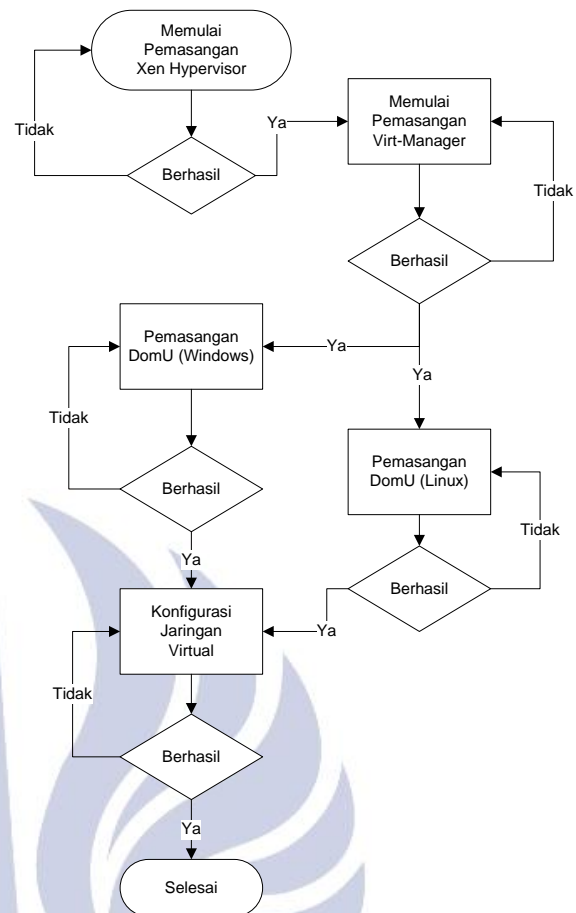 Memulai
Pemasangan
Xen Hypervisor
Tidak
Berhasil
Ya
Memulai
Pemasangan
Virt-Manager
Tidak
Berhasil
Ya
Ya
Pemasangan
DomU (Windows)
Tidak
Berhasil
Ya
Pemasangan
DomU (Linux)
Tidak
Berhasil
Ya
Konfigurasi
Jaringan
Virtual
Tidak
Berhasil
Ya
Selesai